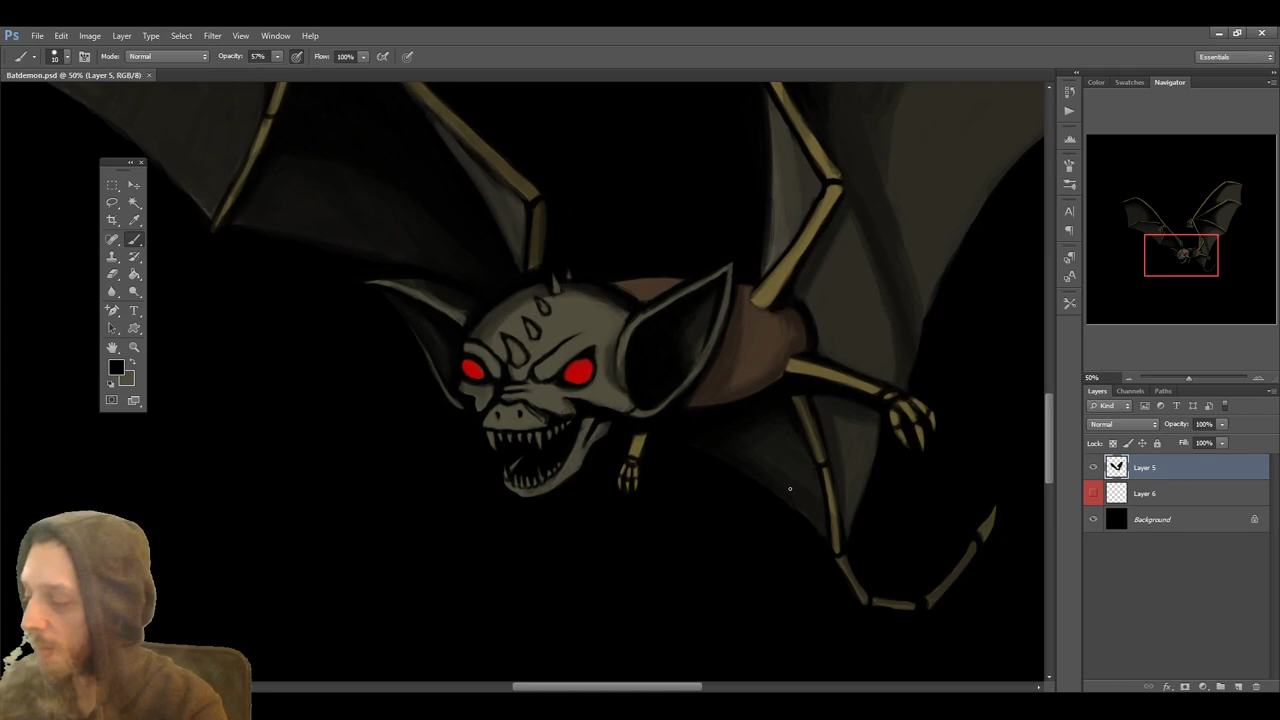 Ps File Edit Image Layer Type Select Filter View Window Help
10 Mode: Normal Opacity: 57% Flow: 100% Essentials
Batdemon.psd @ 50% (Layer 5, RGB/8) ×
Color Swatches Navigator
50%
Layers Channels Paths
Kind
Normal Opacity: 100%
Lock: Fill: 100%
Layer 5
Layer 6
Background